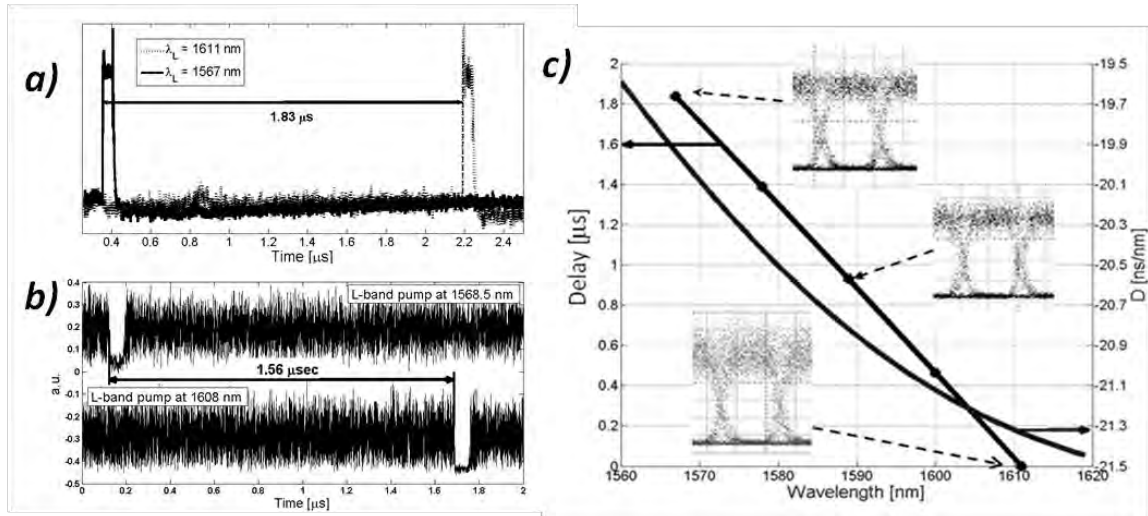 a)
λL = 1611 nm
λL = 1567 nm
1.83 μs
0.4 0.6 0.8 1 1.2 1.4 1.6 1.8 2 2.2 2.4
Time [μs]
b)
0.4
0.3
0.2
0.1
0
-0.1
-0.2
-0.3
-0.4
-0.5
a.u.
L-band pump at 1568.5 nm
1.56 μsec
L-band pump at 1608 nm
0 0.2 0.4 0.6 0.8 1 1.2 1.4 1.6 1.8 2
Time [μs]
c)
2
1.8
1.6
1.4
1.2
1
0.8
0.6
0.4
0.2
0
Delay [μs]
-19.5
-19.7
-19.9
-20.1
-20.3
-20.5
-20.7
-20.9
-21.1
-21.3
-21.5
D [ns/nm]
1560 1570 1580 1590 1600 1610 1620
Wavelength [nm]